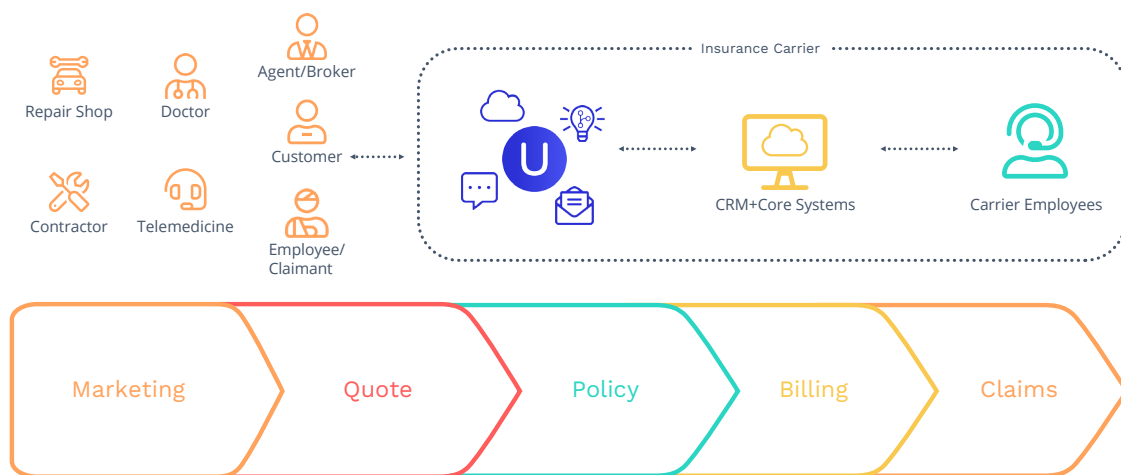 Insurance Carrier
Agent/Broker
Repair Shop
Doctor
Customer
U
CRM+Core Systems
Carrier Employees
Contractor
Telemedicine
Employee/
Claimant
Marketing
Quote
Policy
Billing
Claims